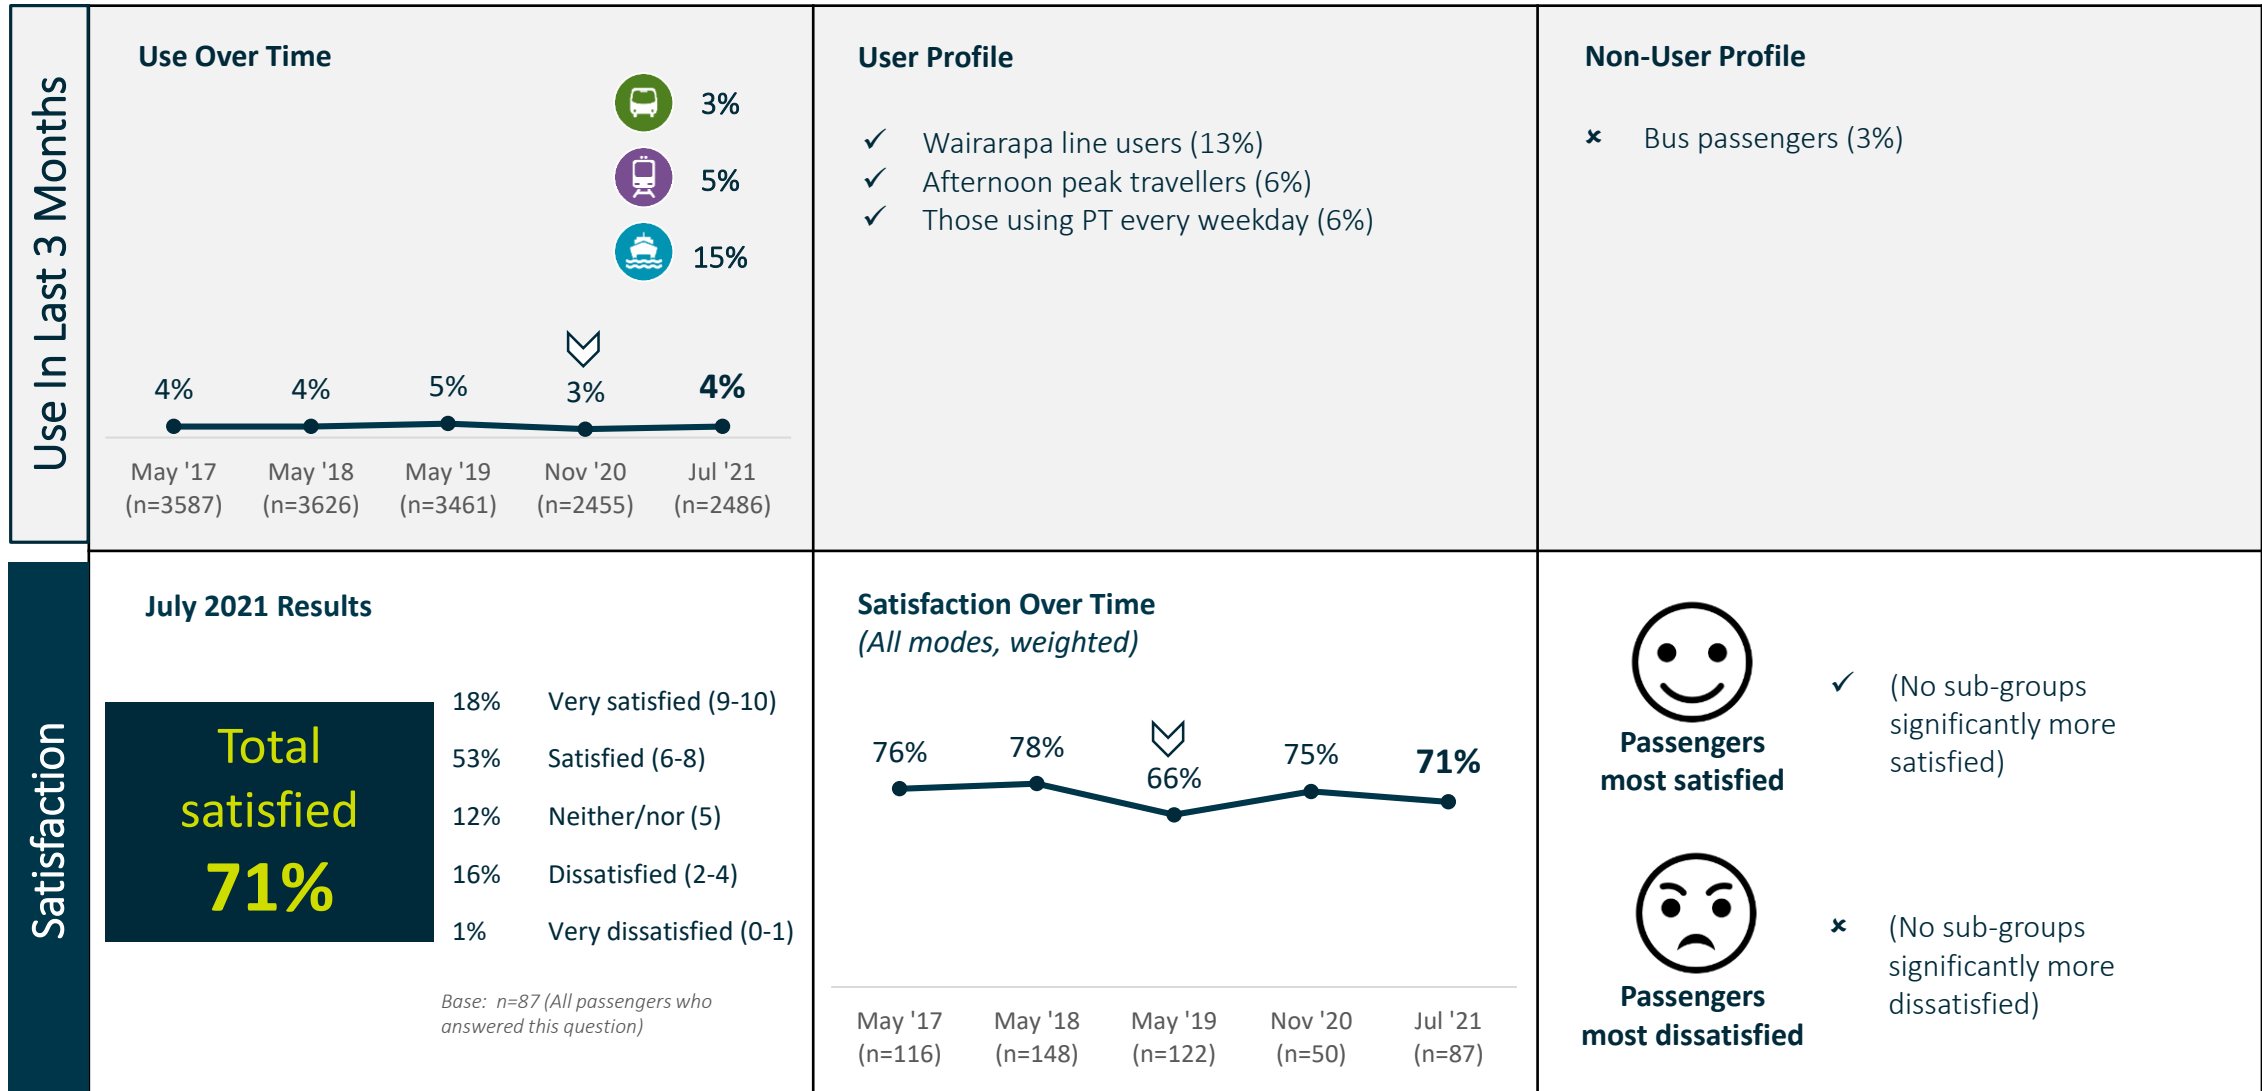 Use In Last 3 Months
Use Over Time
3%
5%
15%
4%
4%
5%
3%
4%
May '17
May '18
May '19
Nov '20
Jul '21
(n=3587)
(n=3626)
(n=3461)
(n=2455)
(n=2486)
User Profile
✓ Wairarapa line users (13%)
✓ Afternoon peak travellers (6%)
✓ Those using PT every weekday (6%)
Non-User Profile
× Bus passengers (3%)
Satisfaction
July 2021 Results
Total
satisfied
71%
18% Very satisfied (9-10)
53% Satisfied (6-8)
12% Neither/nor (5)
16% Dissatisfied (2-4)
1% Very dissatisfied (0-1)
Base: n=87 (All passengers who
answered this question)
Satisfaction Over Time
(All modes, weighted)
76%
78%
66%
75%
71%
May '17
May '18
May '19
Nov '20
Jul '21
(n=116)
(n=148)
(n=122)
(n=50)
(n=87)
Passengers
most satisfied
✓ (No sub-groups
significantly more
satisfied)
Passengers
most dissatisfied
× (No sub-groups
significantly more
dissatisfied)